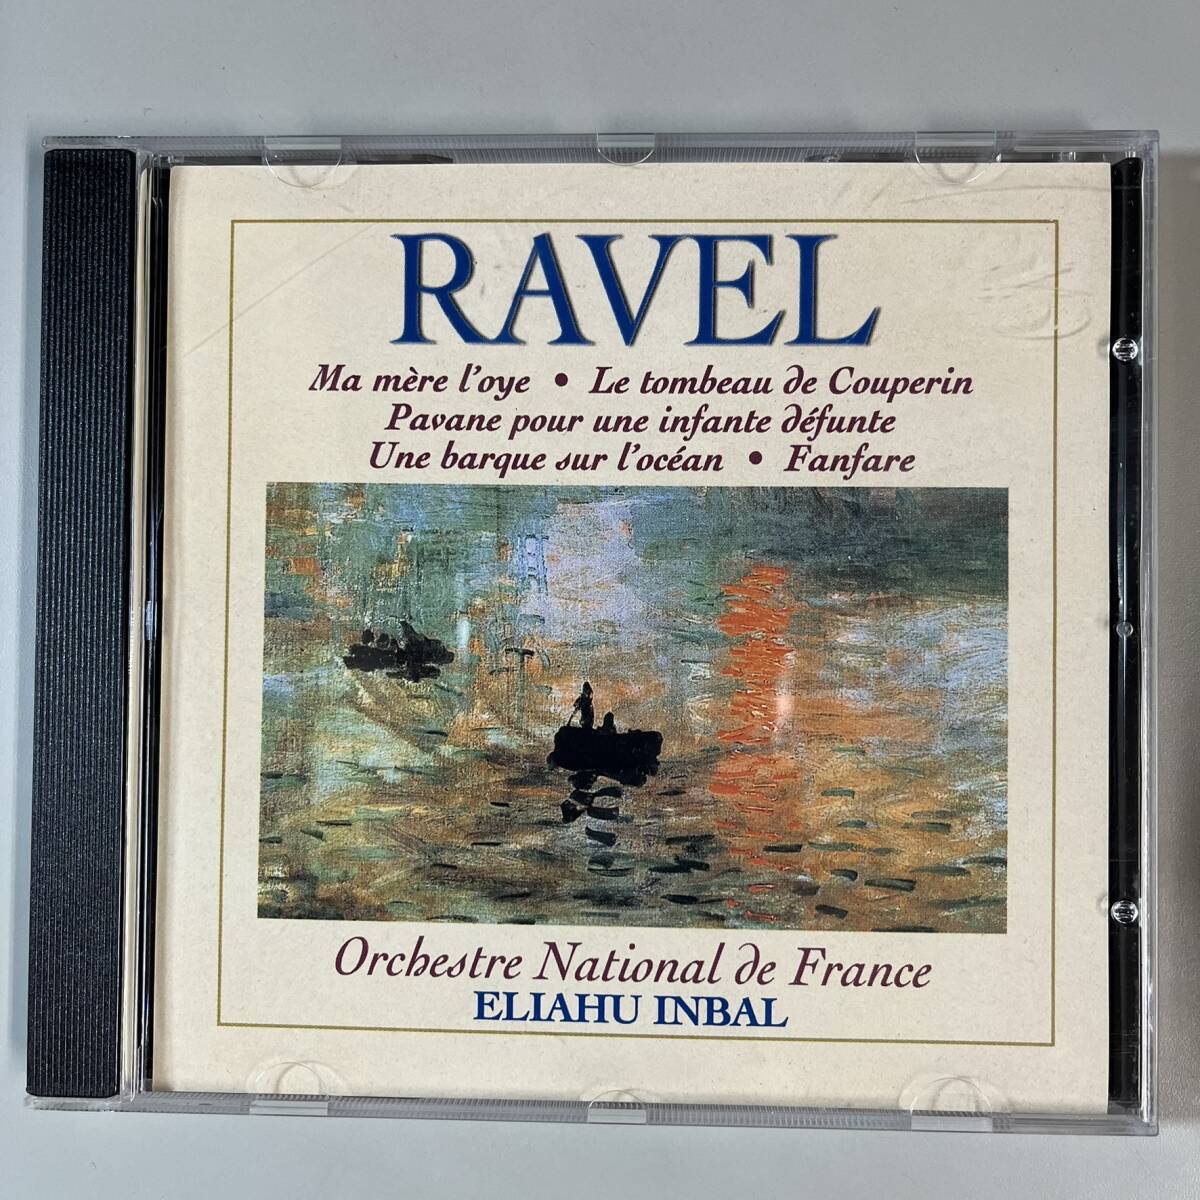 RAVEL
Ma mère l'oye • Le tombeau de Couperin
Pavane pour une infante défunte
Une barque sur l'océan • Fanfare
Orchestre National de France
ELIAHU INBAL